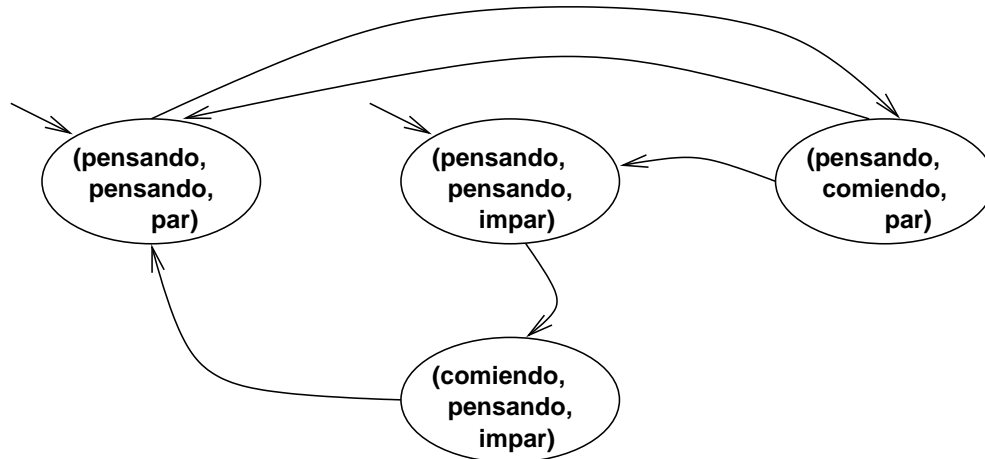 (pensando,
pensando,
par)
(pensando,
pensando,
impar)
(pensando,
comiendo,
par)
(comiendo,
pensando,
impar)